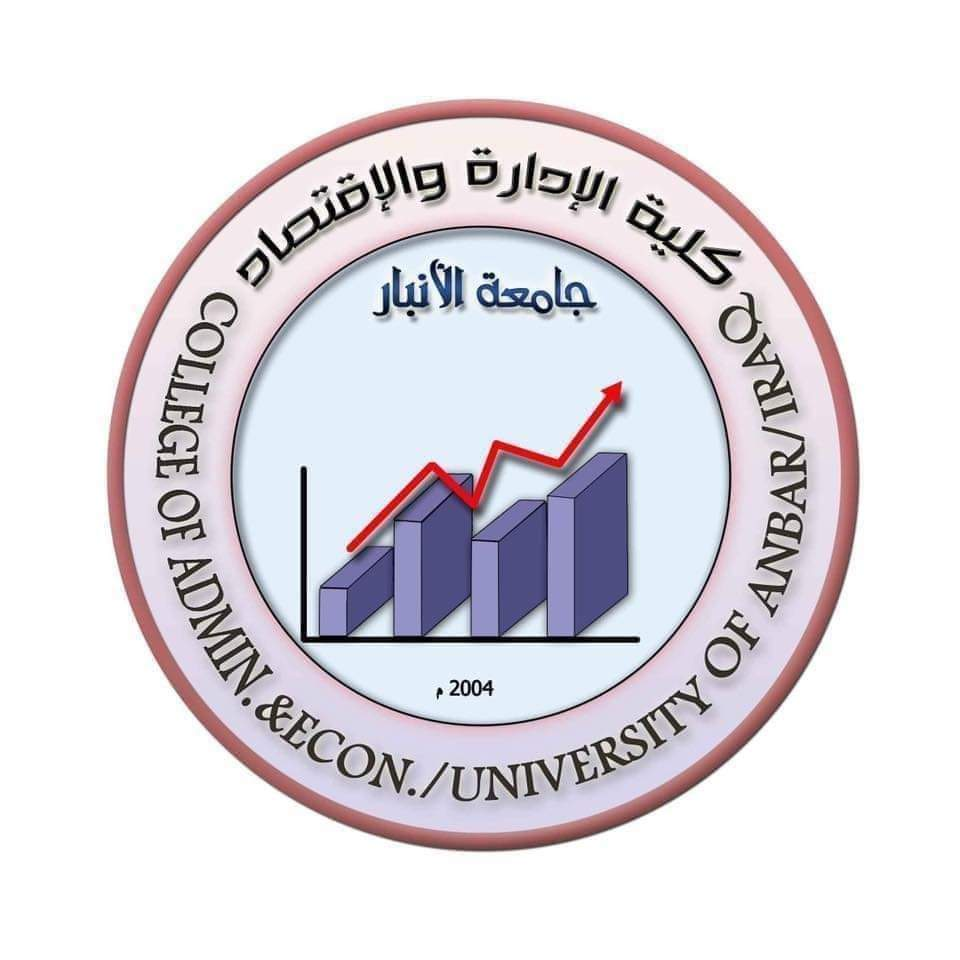 كلية الإدارة والإقتصاد
جامعة الأنبار
2004 م
COLLEGE OF ADMIN.&ECON./UNIVERSITY OF ANBAR/IRAQ